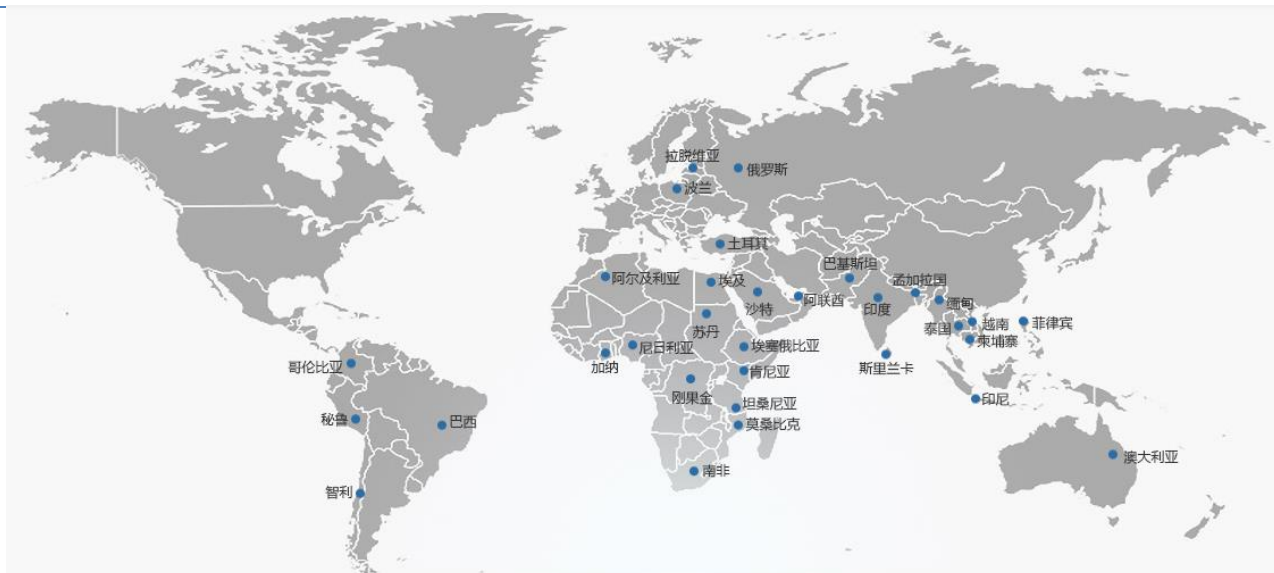 拉脱维亚
俄罗斯
波兰
土耳其
阿尔及利亚
埃及
沙特
阿联酋
巴基斯坦
印度
孟加拉国
缅甸
泰国
越南
柬埔寨
菲律宾
苏丹
加纳
尼日利亚
埃塞俄比亚
斯里兰卡
哥伦比亚
肯尼亚
刚果金
坦桑尼亚
印尼
秘鲁
巴西
莫桑比克
澳大利亚
南非
智利